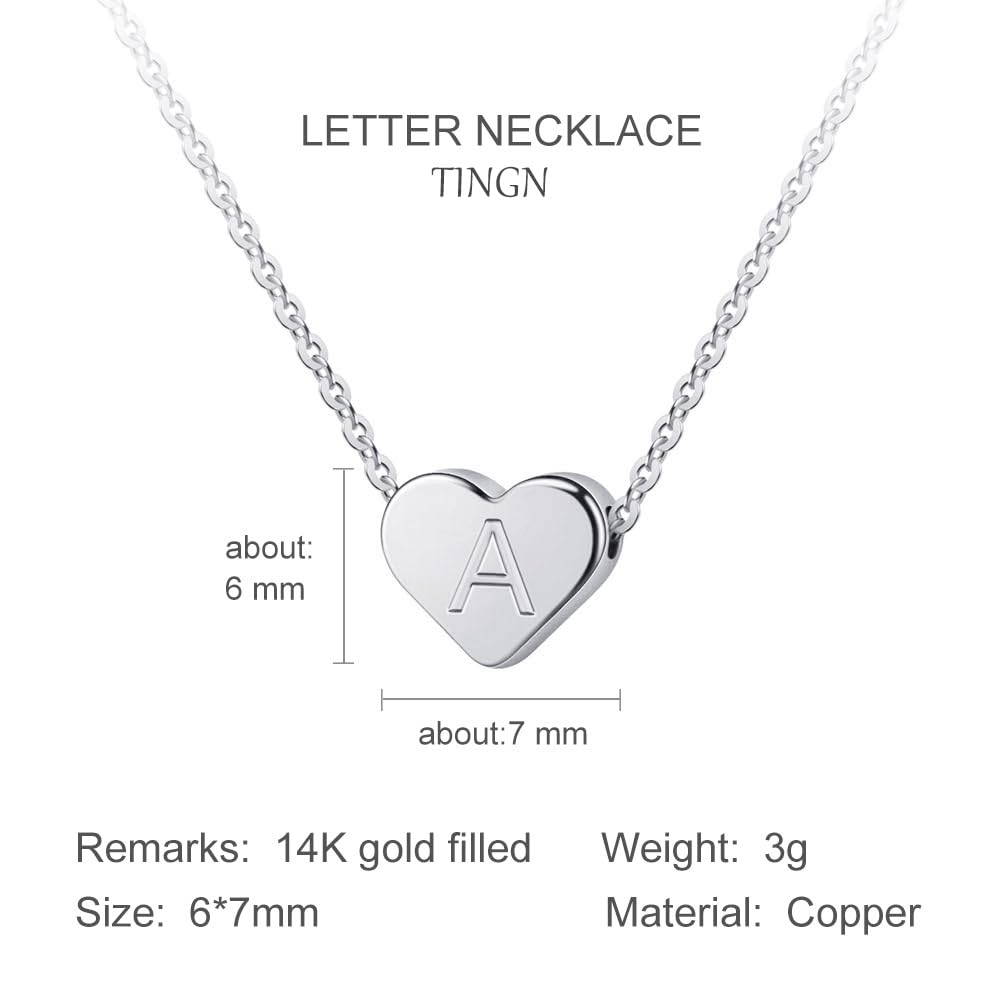 LETTER NECKLACE
TINGN
A
about:
6 mm
about:7 mm
Remarks: 14K gold filled Weight: 3g
Size: 6*7mm Material: Copper